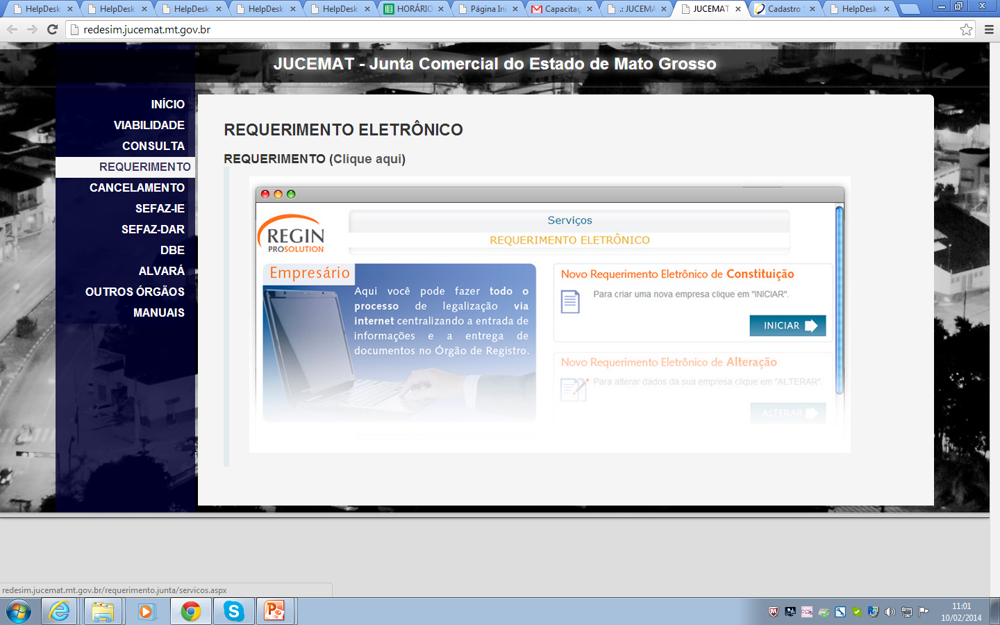 HelpDesk
HelpDesk
HelpDesk
HelpDesk
HelpDesk
HORÁRIO
Página Ini
Capacitaç
.: JUCEMA
JUCEMAT
Cadastro
HelpDesk
redesim.jucemat.mt.gov.br
JUCEMAT - Junta Comercial do Estado de Mato Grosso
INÍCIO
VIABILIDADE
CONSULTA
REQUERIMENTO
CANCELAMENTO
SEFAZ-IE
SEFAZ-DAR
DBE
ALVARÁ
OUTROS ÓRGÃOS
MANUAIS
REQUERIMENTO ELETRÔNICO
REQUERIMENTO (Clique aqui)
REGIN
PROSOLUTION
Serviços
REQUERIMENTO ELETRÔNICO
Empresário
Aqui você pode fazer todo o
processo de legalização via
internet centralizando a entrada de
informações e a entrega de
documentos no Órgão de Registro.
Novo Requerimento Eletrônico de Constituição
Para criar uma nova empresa clique em "INICIAR".
INICIAR
Novo Requerimento Eletrônico de Alteração
Para alterar dados da sua empresa clique em "ALTERAR".
ALTERAR
redesim.jucemat.mt.gov.br/requerimento.junta/servicos.aspx
11:01
10/02/2014